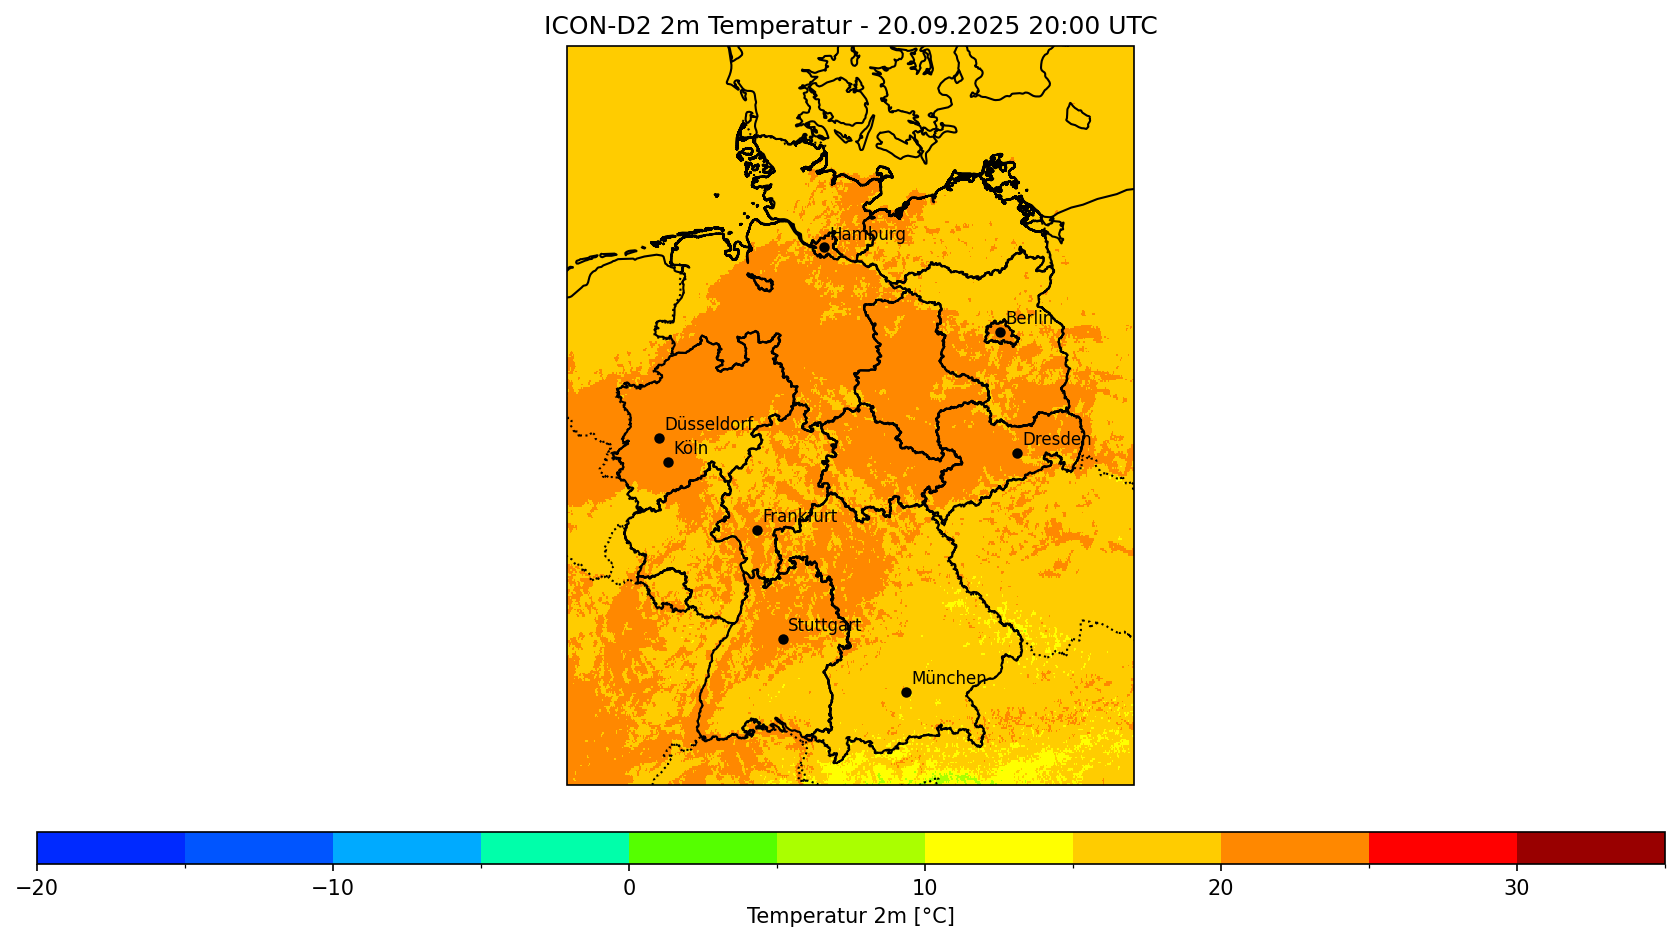 ICON-D2 2m Temperatur - 20.09.2025 20:00 UTC
Hamburg
Berlin
Düsseldorf
Köln
Dresden
Frankfurt
Stuttgart
München
−20 −10 0 10 20 30
Temperatur 2m [°C]